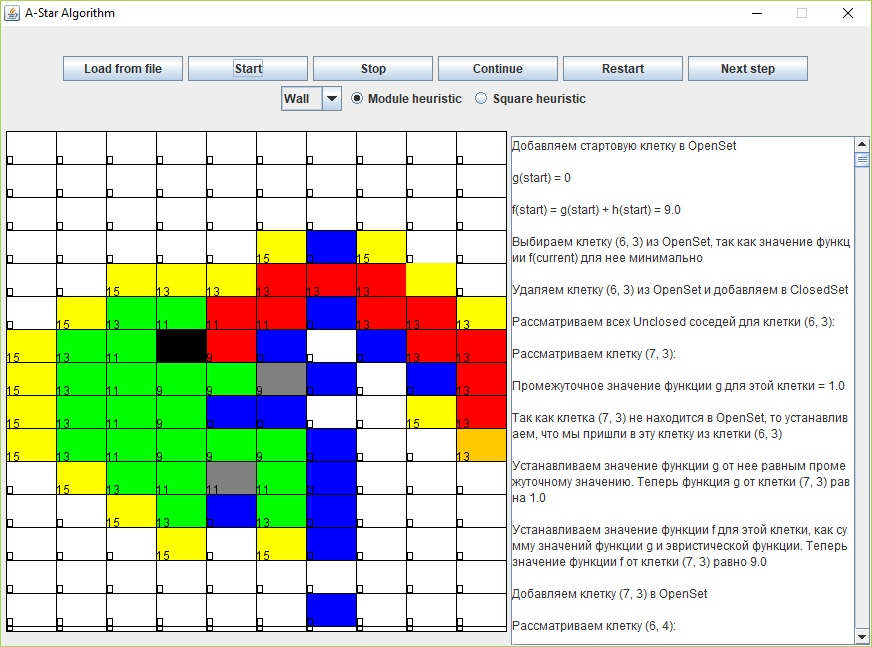 A-Star Algorithm
Load from file Start Stop Continue Restart Next step
Wall Module heuristic Square heuristic
0 0 0 0 0 0 0 0 0 0
0 0 0 0 0 0 0 0 0 0
0 0 0 0 0 0 0 0 0 0
0 0 0 0 0 15 0 15 0 0
0 0 15 13 13 13 13 13 0
0 15 13 11 11 11 0 13 13 13
15 13 11 9 0 0 0 13 13
15 13 11 9 9 9 0 0 0 13
15 13 11 9 0 0 0 0 15 13
15 13 11 9 9 9 0 0 0 13
0 15 13 11 11 11 0 0 0 0
0 0 15 13 0 13 0 0 0 0
0 0 0 15 0 15 0 0 0 0
0 0 0 0 0 0 0 0 0 0
0 0 0 0 0 0 0 0 0 0
Добавляем стартовую клетку в OpenSet
g(start) = 0
f(start) = g(start) + h(start) = 9.0
Выбираем клетку (6, 3) из OpenSet, так как значение функц
ии f(current) для нее минимально
Удаляем клетку (6, 3) из OpenSet и добавляем в ClosedSet
Рассматриваем всех Unclosed соседей для клетки (6, 3):
Рассматриваем клетку (7, 3):
Промежуточное значение функции g для этой клетки = 1.0
Так как клетка (7, 3) не находится в OpenSet, то устанавлив
аем, что мы пришли в эту клетку из клетки (6, 3)
Устанавливаем значение функции g от нее равным проме
жуточному значению. Теперь функция g от клетки (7, 3) рав
на 1.0
Устанавливаем значение функции f для этой клетки, как су
мму значений функции g и эвристической функции. Теперь
значение функции f от клетки (7, 3) равно 9.0
Добавляем клетку (7, 3) в OpenSet
Рассматриваем клетку (6, 4):